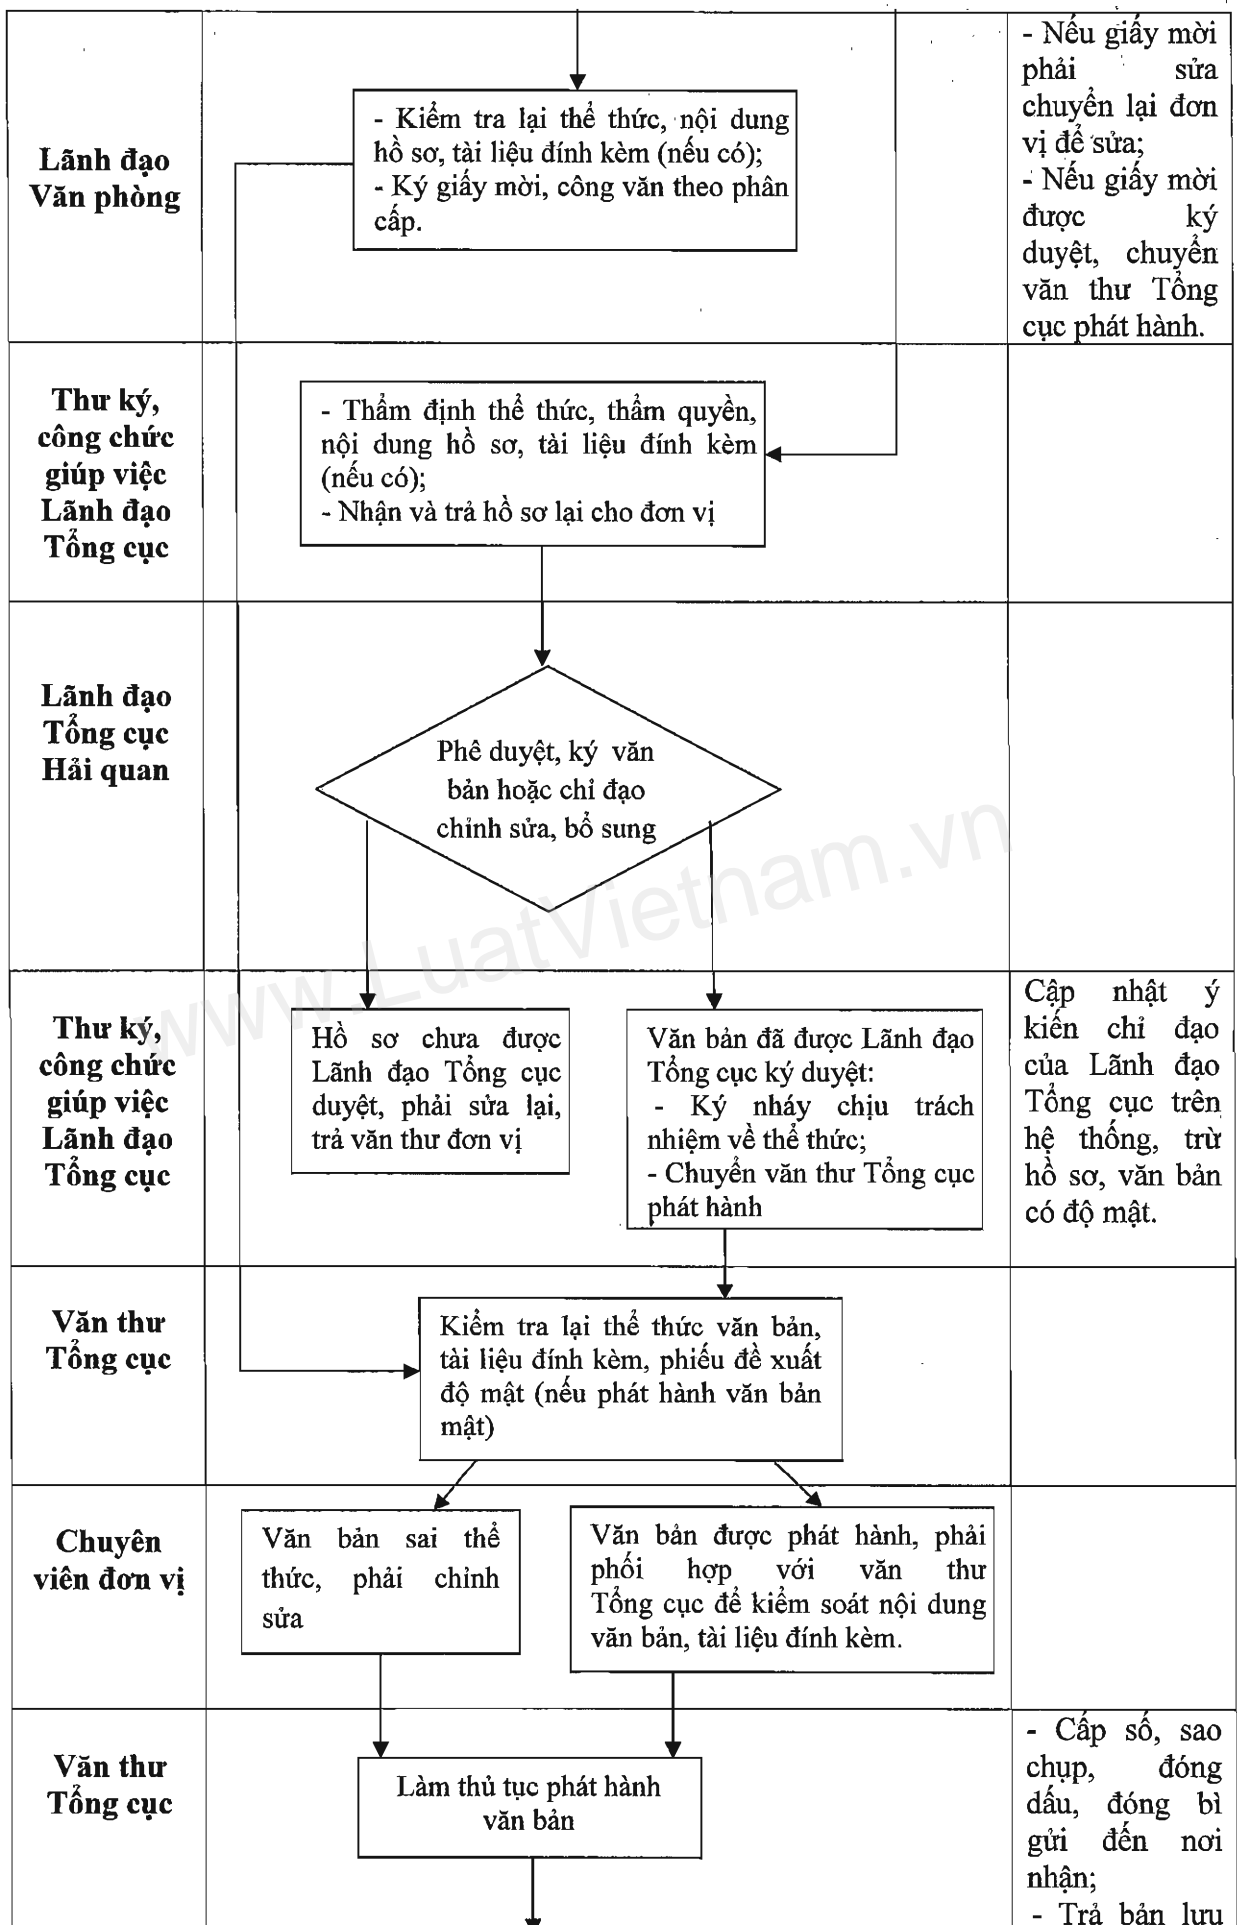 Lãnh đạo
Văn phòng
- Kiểm tra lại thể thức, nội dung
hồ sơ, tài liệu đính kèm (nếu có);
- Ký giấy mời, công văn theo phân
cấp.
- Nếu giấy mời
phải sửa
chuyển lại đơn
vị để sửa;
- Nếu giấy mời
được ký
duyệt, chuyển
văn thư Tổng
cục phát hành.
Thư ký,
công chức
giúp việc
Lãnh đạo
Tổng cục
- Thẩm định thể thức, thẩm quyền,
nội dung hồ sơ, tài liệu đính kèm
(nếu có);
- Nhận và trả hồ sơ lại cho đơn vị
Lãnh đạo
Tổng cục
Hải quan
Phê duyệt, ký văn
bản hoặc chỉ đạo
chỉnh sửa, bổ sung
www.LuatVietnam.vn
Thư ký,
công chức
giúp việc
Lãnh đạo
Tổng cục
Hồ sơ chưa được
Lãnh đạo Tổng cục
duyệt, phải sửa lại,
trả văn thư đơn vị
Văn bản đã được Lãnh đạo
Tổng cục ký duyệt:
- Ký nháy chịu trách
nhiệm về thể thức;
- Chuyển văn thư Tổng cục
phát hành
Cập nhật ý
kiến chỉ đạo
của Lãnh đạo
Tổng cục trên
hệ thống, trừ
hồ sơ, văn bản
có độ mật.
Văn thư
Tổng cục
Kiểm tra lại thể thức văn bản,
tài liệu đính kèm, phiếu đề xuất
độ mật (nếu phát hành văn bản
mật)
Chuyên
viên đơn vị
Văn bản sai thể
thức, phải chỉnh
sửa
Văn bản được phát hành, phải
phối hợp với văn thư
Tổng cục để kiểm soát nội dung
văn bản, tài liệu đính kèm.
Văn thư
Tổng cục
Làm thủ tục phát hành
văn bản
- Cấp số, sao
chụp, đóng
dấu, đóng bì
gửi đến nơi
nhận;
- Trả bản lưu